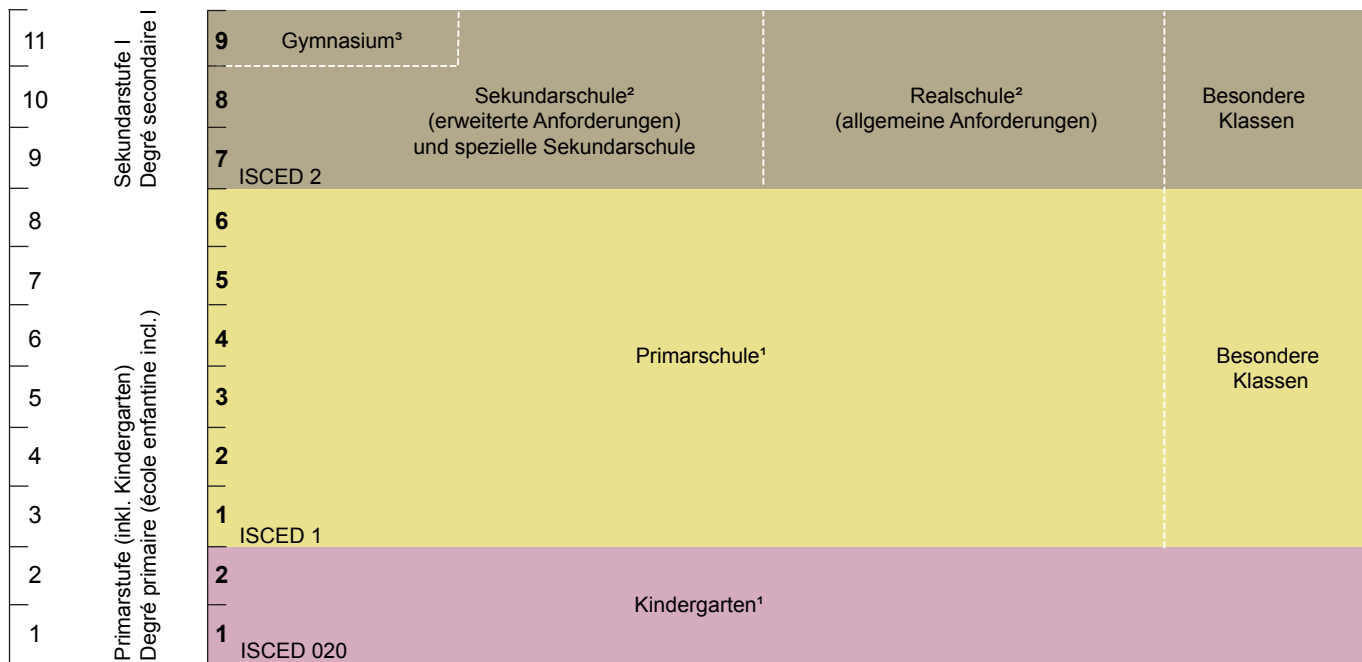 11
10
9
8
7
6
5
4
3
2
1
Sekundarstufe I
Degré secondaire I
Primarstufe (inkl. Kindergarten)
Degré primaire (école enfantine incl.)
9
8
7
6
5
4
3
2
1
2
1
Gymnasium³
Sekundarschule²
(erweiterte Anforderungen)
und spezielle Sekundarschule
Realschule²
(allgemeine Anforderungen)
Besondere
Klassen
ISCED 2
Primarschule¹
Besondere
Klassen
ISCED 1
Kindergarten¹
ISCED 020